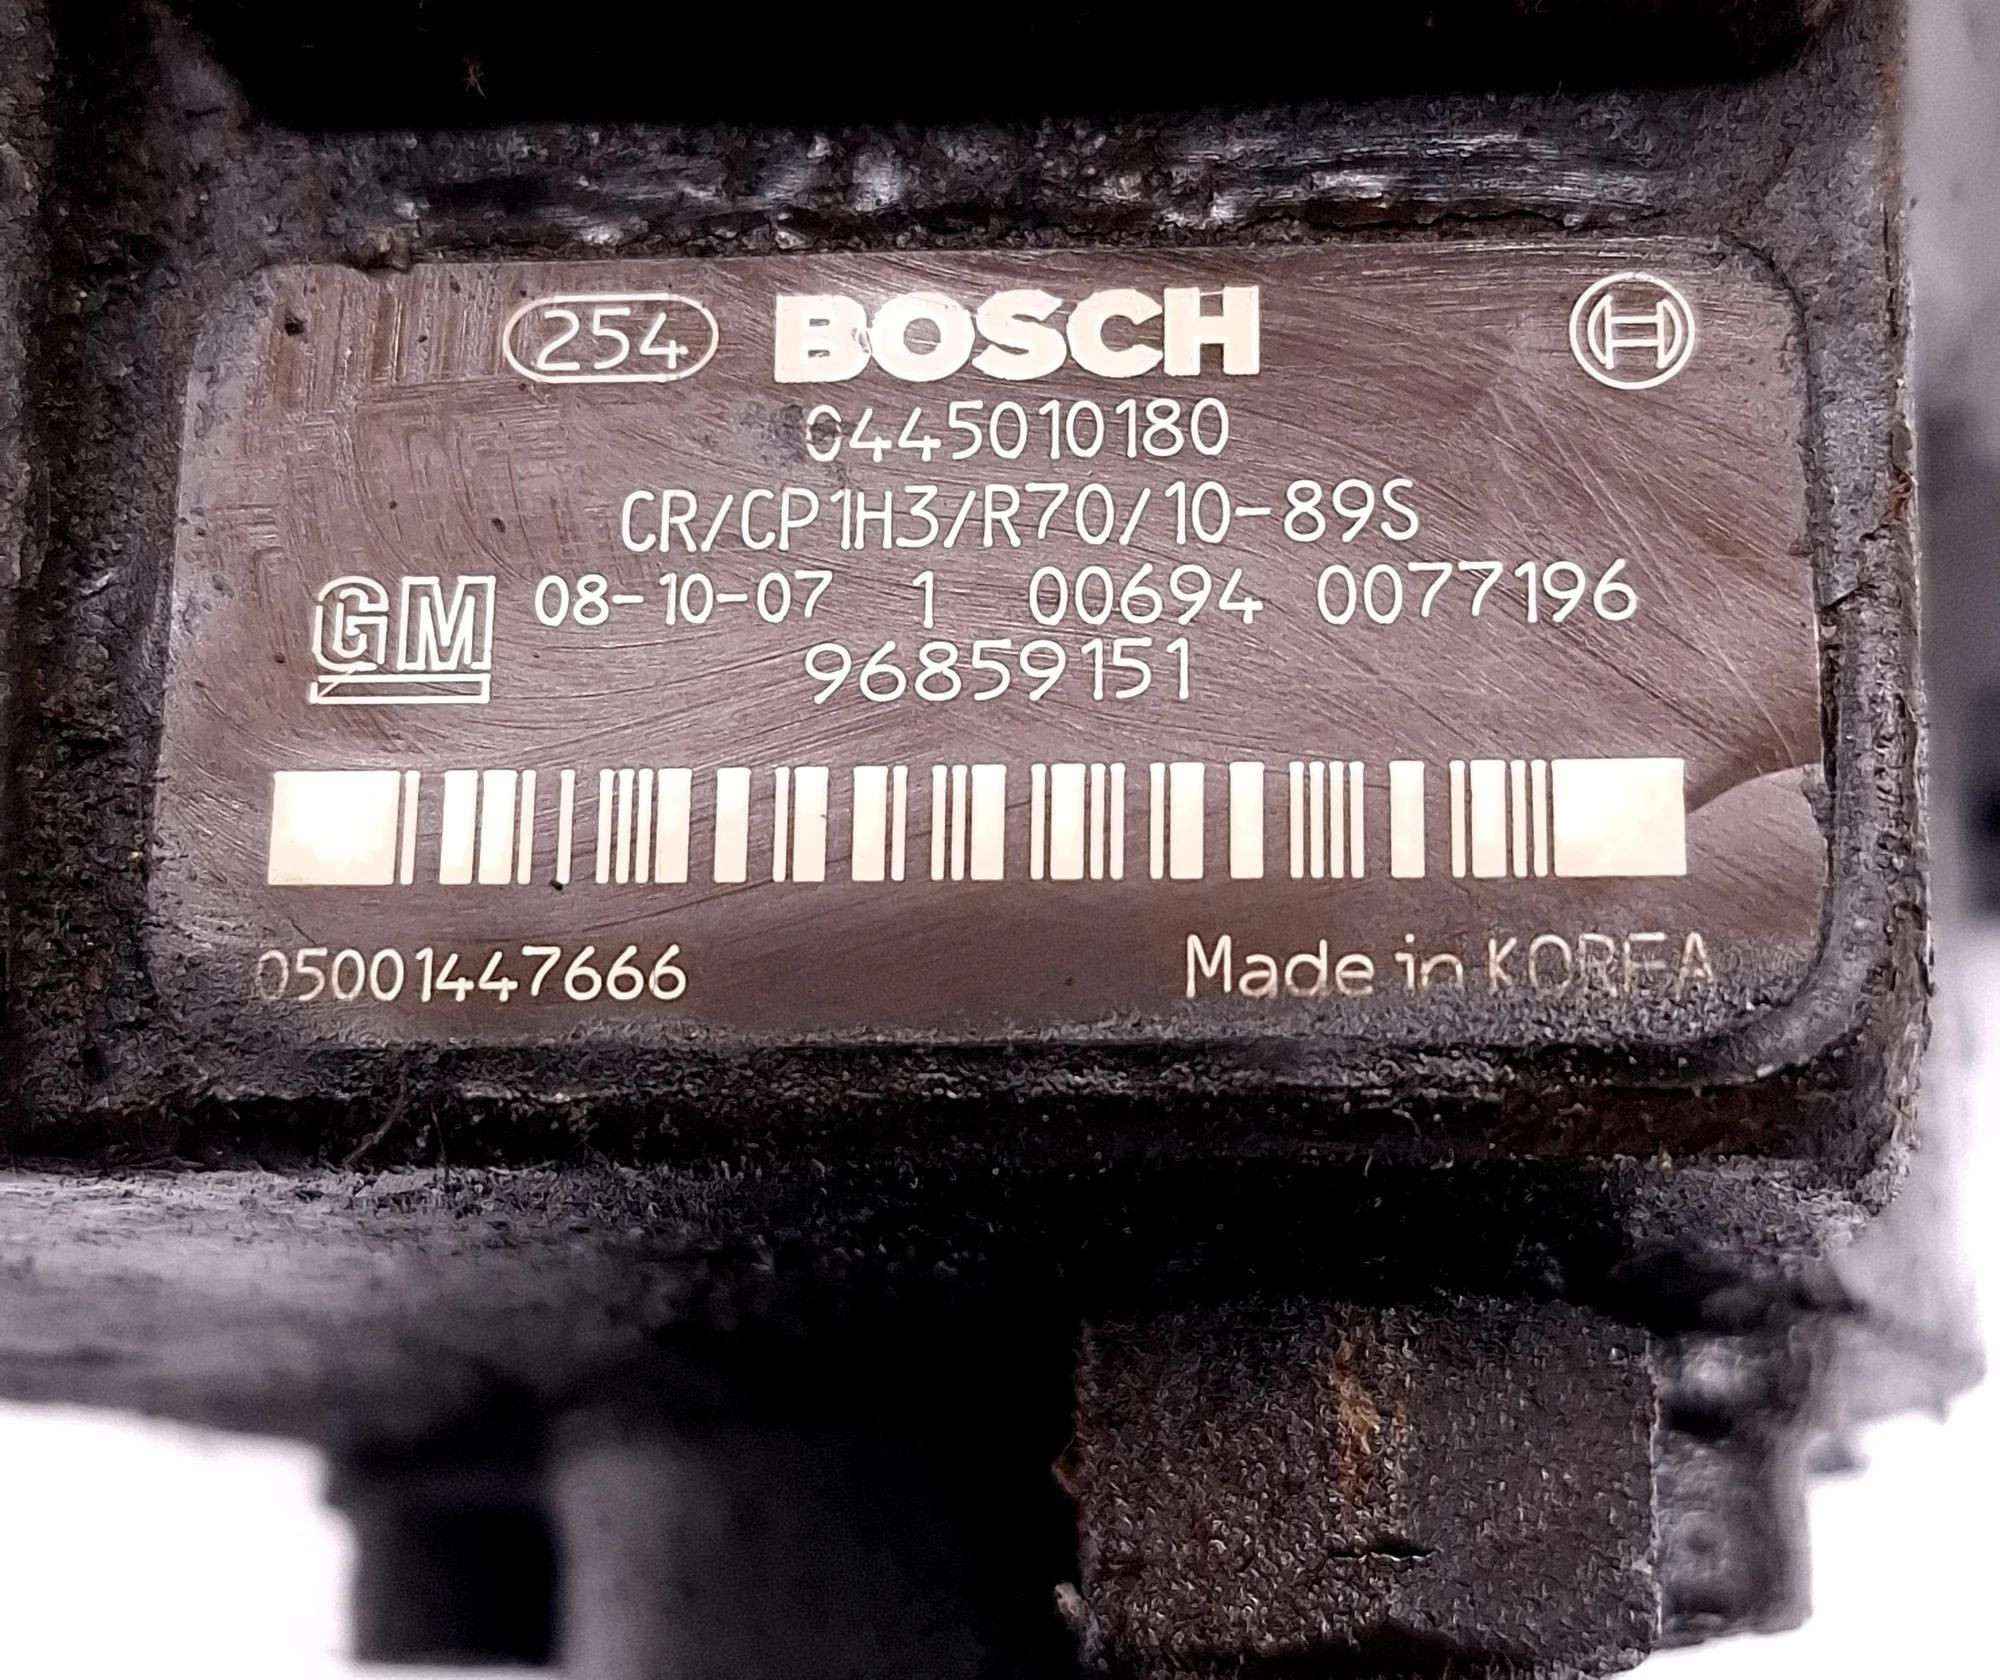 254 BOSCH
0445010180
CR/CP1H3/R70/10-89S
GM 08-10-07 1 00694 0077196
96859151
05001447666 Made in KOREA